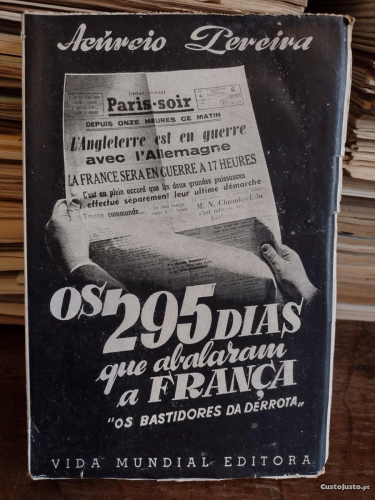 Acúrcio Pereira
Paris-soir
6
DEPUIS ONZE HEURES CE MATIN
L'Angleterre est en guerre
avec l'Allemagne
LA FRANCE SERA EN GUERRE A 17 HEURES
C'est en plein accord que les deux grandes puissances
ont effectué séparément leur ultime démarche
M. N. Chamberlain
OS 295 DIAS
que abalaram
a FRANÇA
"OS BASTIDORES DA DERROTA"
VIDA MUNDIAL EDITORA
CustoJusto.pt